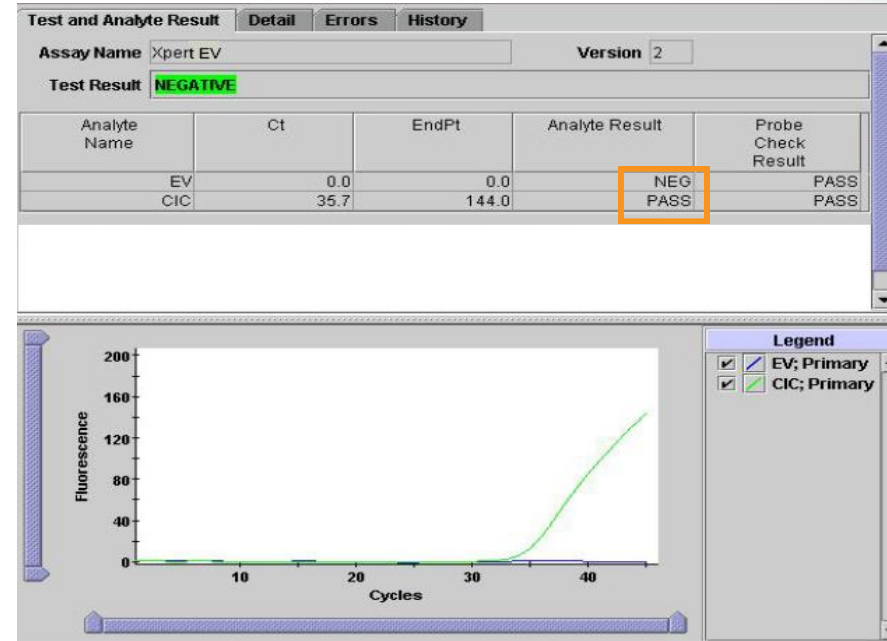 Test and Analyte Result Detail Errors History
Assay Name Xpert EV Version 2
Test Result NEGATIVE
Analyte Name Ct EndPt Analyte Result Probe Check Result
EV 0.0 0.0 NEG PASS
CIC 35.7 144.0 PASS PASS
Legend
EV; Primary
CIC; Primary
200
160
120
80
40
0
Fluorescence
10 20 30 40
Cycles